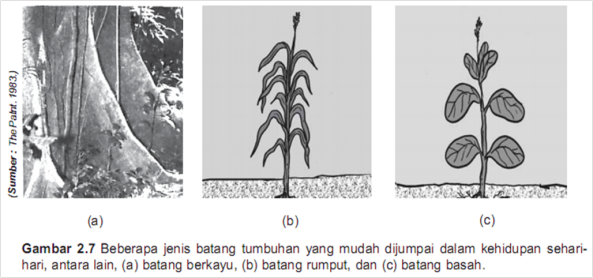 (Sumber : The Palnt. 1983.)
(a)
(b)
(c)
Gambar 2.7 Beberapa jenis batang tumbuhan yang mudah dijumpai dalam kehidupan sehari-
hari, antara lain, (a) batang berkayu, (b) batang rumput, dan (c) batang basah.